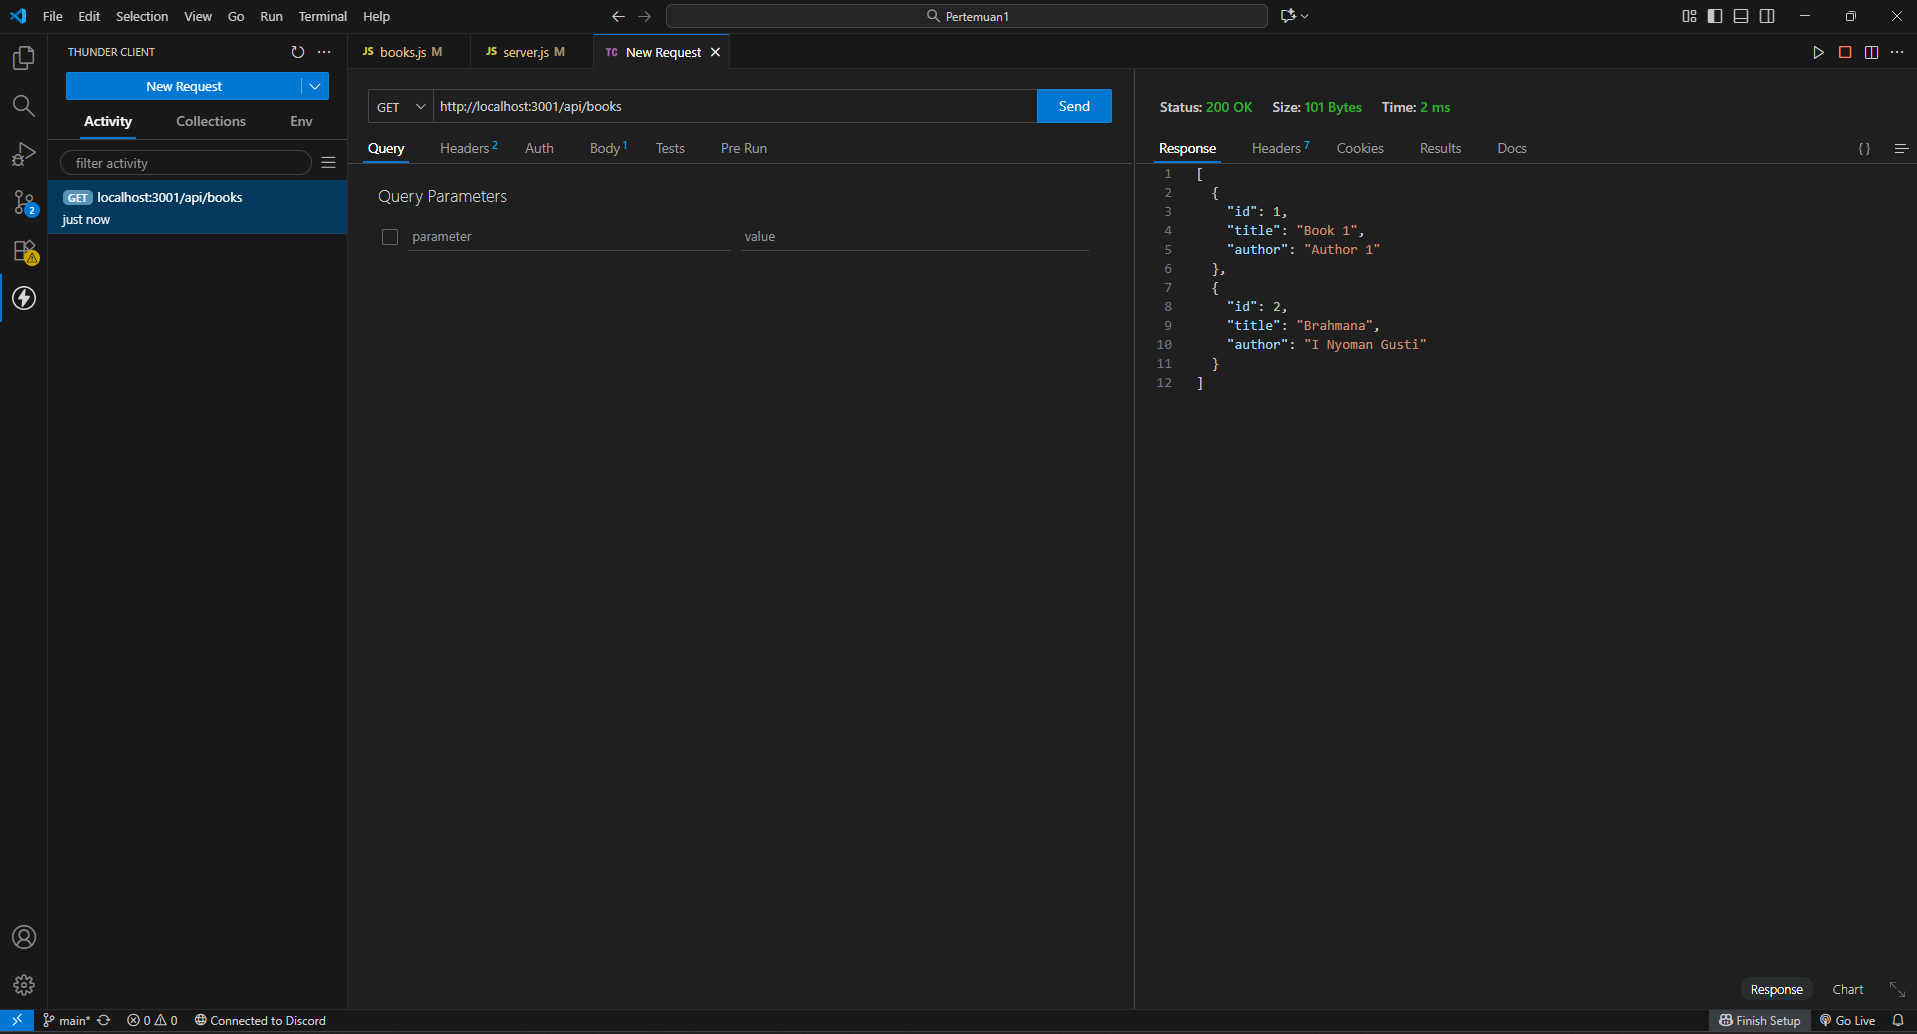 File Edit Selection View Go Run Terminal Help
Pertemuan1
THUNDER CLIENT
New Request
Activity Collections Env
filter activity
GET localhost:3001/api/books
just now
JS books.js M
JS server.js M
TC New Request
GET http://localhost:3001/api/books Send
Query Headers 2 Auth Body 1 Tests Pre Run
Query Parameters
parameter value
Status: 200 OK Size: 101 Bytes Time: 2 ms
Response Headers 7 Cookies Results Docs {}
1 [
2 {
3 "id": 1,
4 "title": "Book 1",
5 "author": "Author 1"
6 },
7 {
8 "id": 2,
9 "title": "Brahmana",
10 "author": "I Nyoman Gusti"
11 }
12 ]
Response Chart
2
main* 0 0 Connected to Discord
Finish Setup Go Live